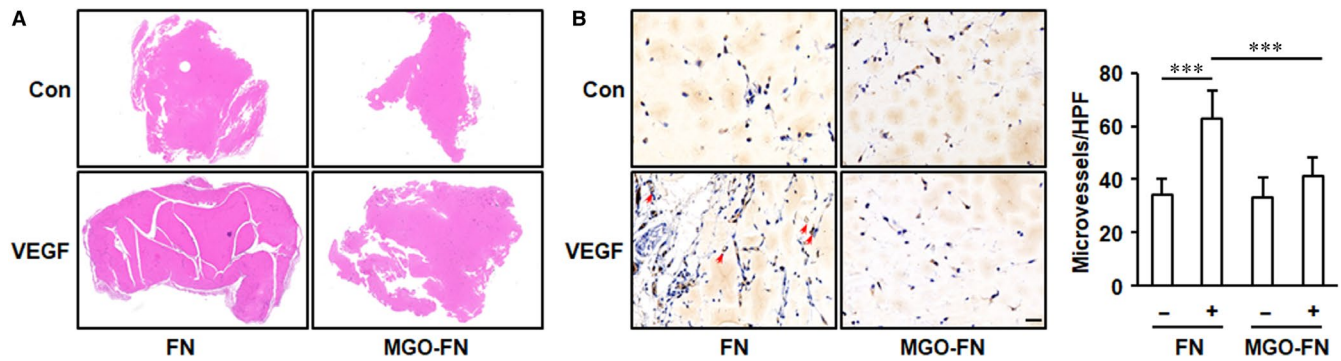 A
Con
VEGF
FN
MGO-FN
B
Con
VEGF
FN
MGO-FN
Microvessels/HPF
80
60
40
20
0
***
***
– + – +
FN MGO-FN